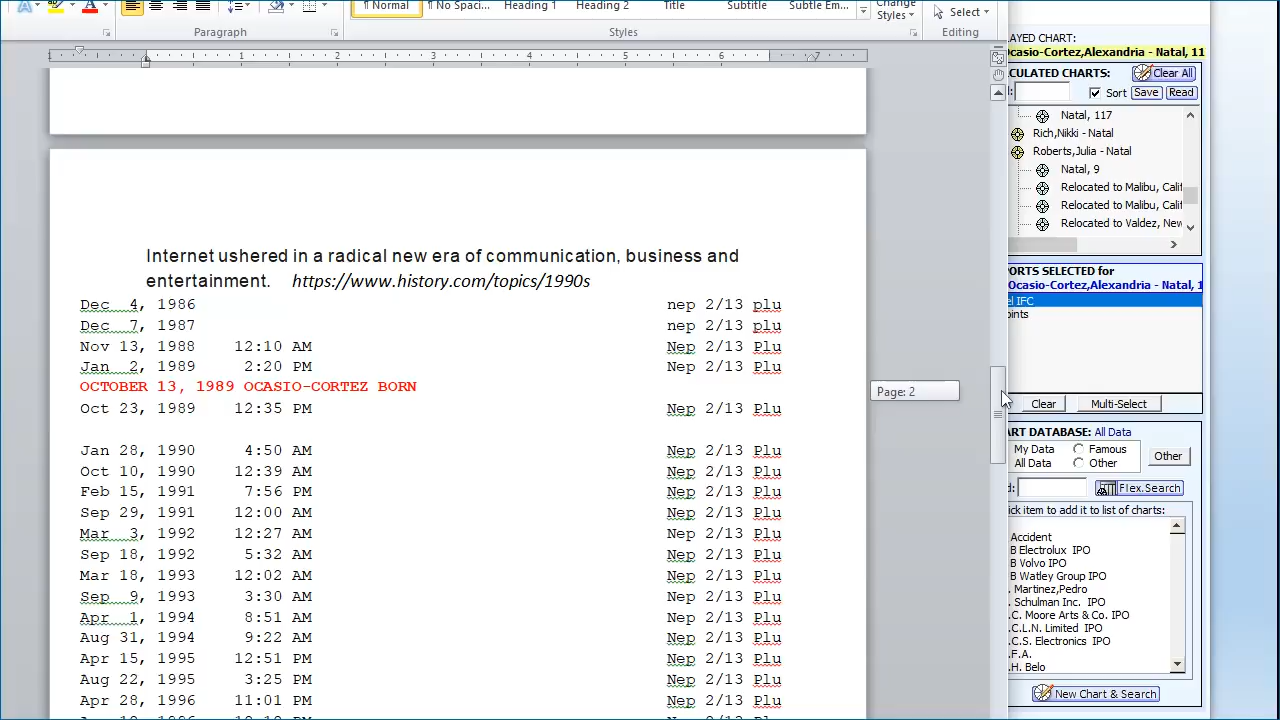 Normal
No Spaci...
Heading 1
Heading 2
Title
Subtitle
Subtle Em...
Change
Styles
Select
Paragraph
Styles
Editing
1 1 2 3 4 5 6 7
Internet ushered in a radical new era of communication, business and
entertainment. https://www.history.com/topics/1990s
Dec 4, 1986 nep 2/13 plu
Dec 7, 1987 nep 2/13 plu
Nov 13, 1988 12:10 AM Nep 2/13 Plu
Jan 2, 1989 2:20 PM Nep 2/13 Plu
OCTOBER 13, 1989 OCASIO-CORTEZ BORN
Oct 23, 1989 12:35 PM Nep 2/13 Plu
Jan 28, 1990 4:50 AM Nep 2/13 Plu
Oct 10, 1990 12:39 AM Nep 2/13 Plu
Feb 15, 1991 7:56 PM Nep 2/13 Plu
Sep 29, 1991 12:00 AM Nep 2/13 Plu
Mar 3, 1992 12:27 AM Nep 2/13 Plu
Sep 18, 1992 5:32 AM Nep 2/13 Plu
Mar 18, 1993 12:02 AM Nep 2/13 Plu
Sep 9, 1993 3:30 AM Nep 2/13 Plu
Apr 1, 1994 8:51 AM Nep 2/13 Plu
Aug 31, 1994 9:22 AM Nep 2/13 Plu
Apr 15, 1995 12:51 PM Nep 2/13 Plu
Aug 22, 1995 3:25 PM Nep 2/13 Plu
Apr 28, 1996 11:01 PM Nep 2/13 Plu
Page: 2
AYED CHART:
Ocasio-Cortez,Alexandria - Natal, 11
CULATED CHARTS:
Clear All
d:
Sort
Save
Read
Natal, 117
Rich,Nikki - Natal
Roberts,Julia - Natal
Natal, 9
Relocated to Malibu, Calif
Relocated to Malibu, Calif
Relocated to Valdez, New
PORTS SELECTED for
Ocasio-Cortez,Alexandria - Natal, 1
el IFC
oints
Clear
Multi-Select
ART DATABASE: All Data
My Data
Famous
All Data
Other
Other
d:
Flex.Search
ick item to add it to list of charts:
Accident
B Electrolux IPO
B Volvo IPO
B Watley Group IPO
. Martinez,Pedro
. Schulman Inc. IPO
.C. Moore Arts & Co. IPO
.C.L.N. Limited IPO
.C.S. Electronics IPO
.F.A.
.H. Belo
New Chart & Search